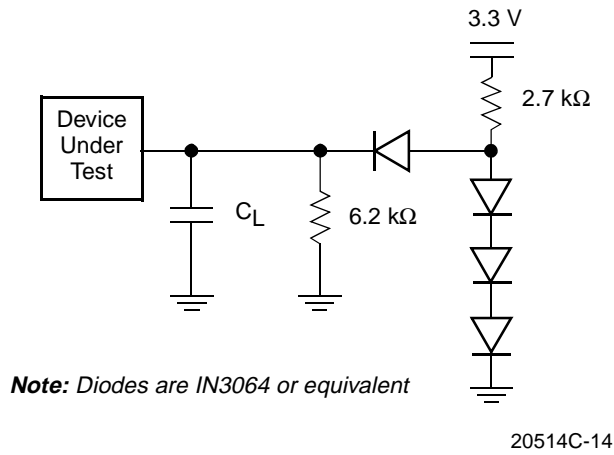 3.3 V
2.7 kΩ
Device
Under
Test
CL
6.2 kΩ
Note: Diodes are IN3064 or equivalent
20514C-14